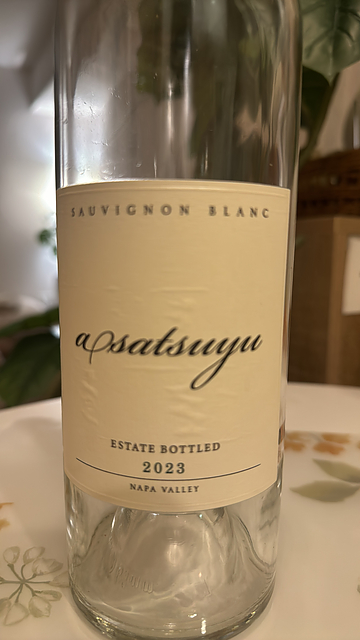 SAUVIGNON BLANC
asatsuyu
ESTATE BOTTLED
2023
NAPA VALLEY